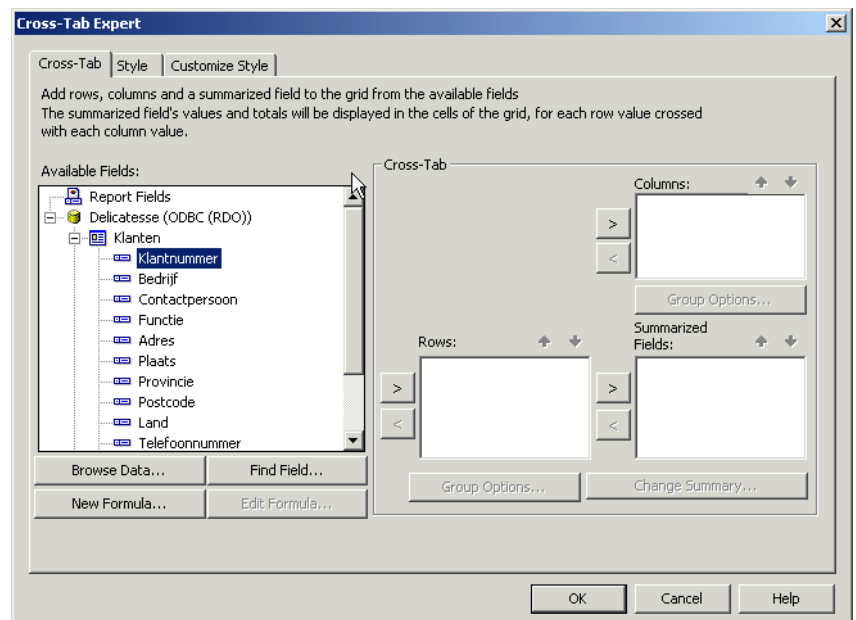 Cross-Tab Expert
Cross-Tab
Style
Customize Style
Add rows, columns and a summarized field to the grid from the available fields
The summarized field's values and totals will be displayed in the cells of the grid, for each row value crossed
with each column value.
Available Fields:
Report Fields
Delicatesse (ODBC (RDO))
Klanten
Klantnummer
Bedrijf
Contactpersoon
Functie
Adres
Plaats
Provincie
Postcode
Land
Telefoonnummer
Browse Data...
Find Field...
New Formula...
Edit Formula...
Cross-Tab
Columns:
>
<
Group Options...
Rows:
>
<
Group Options...
Summarized
Fields:
>
<
Change Summary...
OK
Cancel
Help